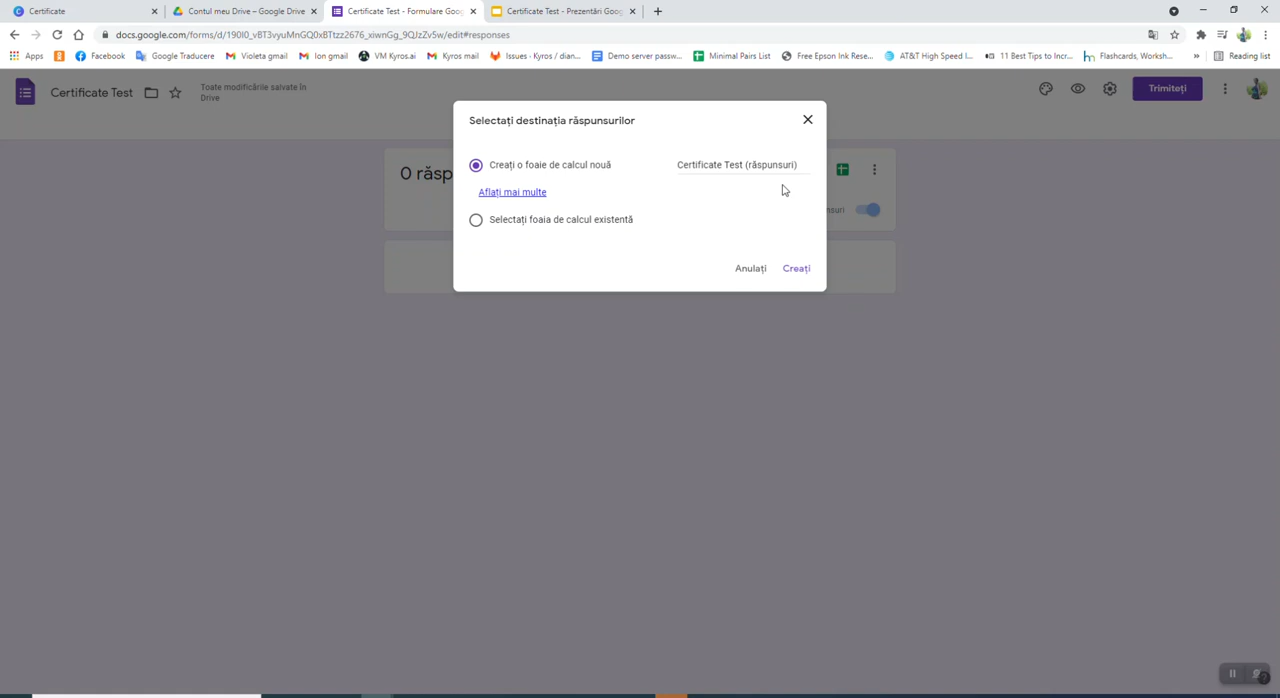 Certificate
Contul meu Drive – Google Drive
Certificate Test - Formulare Goog
Certificate Test - Prezentări Goog
docs.google.com/forms/d/190I0_vBT3vyuMnGQ0xBTtzz2676_xiwnGg_9QJzZv5w/edit#responses
Apps
Facebook
Google Traducere
Violeta gmail
Ion gmail
VM Kyros.ai
Kyros mail
Issues · Kyros / dian...
Demo server passw...
Minimal Pairs List
Free Epson Ink Rese...
AT&T High Speed I...
11 Best Tips to Incr...
Flashcards, Worksh...
»
Reading list
Certificate Test
Toate modificările salvate în
Drive
Trimiteți
Selectați destinația răspunsurilor
0 răsp
Creați o foaie de calcul nouă
Certificate Test (răspunsuri)
Aflați mai multe
nsuri
Selectați foaia de calcul existentă
Anulați
Creați